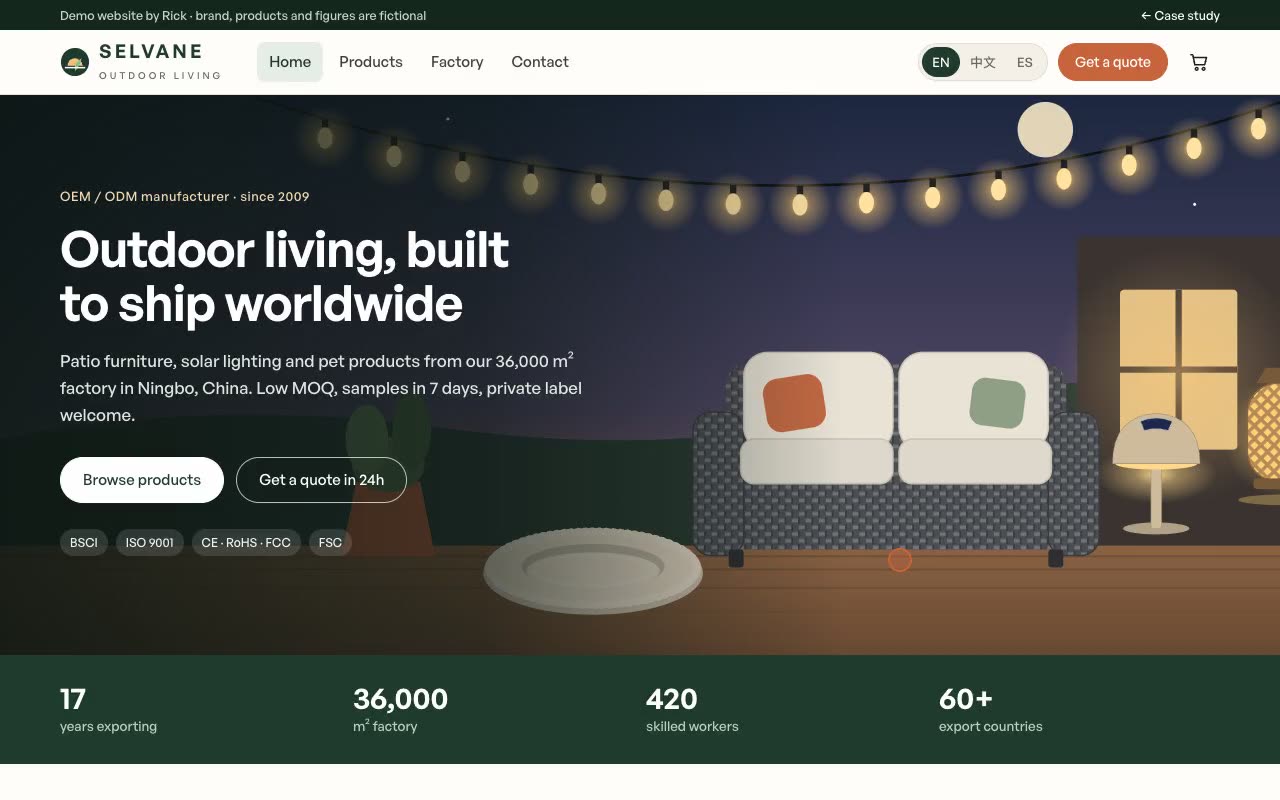 Demo website by Rick · brand, products and figures are fictional
← Case study
SELVANE
OUTDOOR LIVING
Home
Products
Factory
Contact
EN
中文
ES
Get a quote
OEM / ODM manufacturer · since 2009
Outdoor living, built
to ship worldwide
Patio furniture, solar lighting and pet products from our 36,000 m²
factory in Ningbo, China. Low MOQ, samples in 7 days, private label
welcome.
Browse products
Get a quote in 24h
BSCI
ISO 9001
CE · RoHS · FCC
FSC
17
years exporting
36,000
m² factory
420
skilled workers
60+
export countries